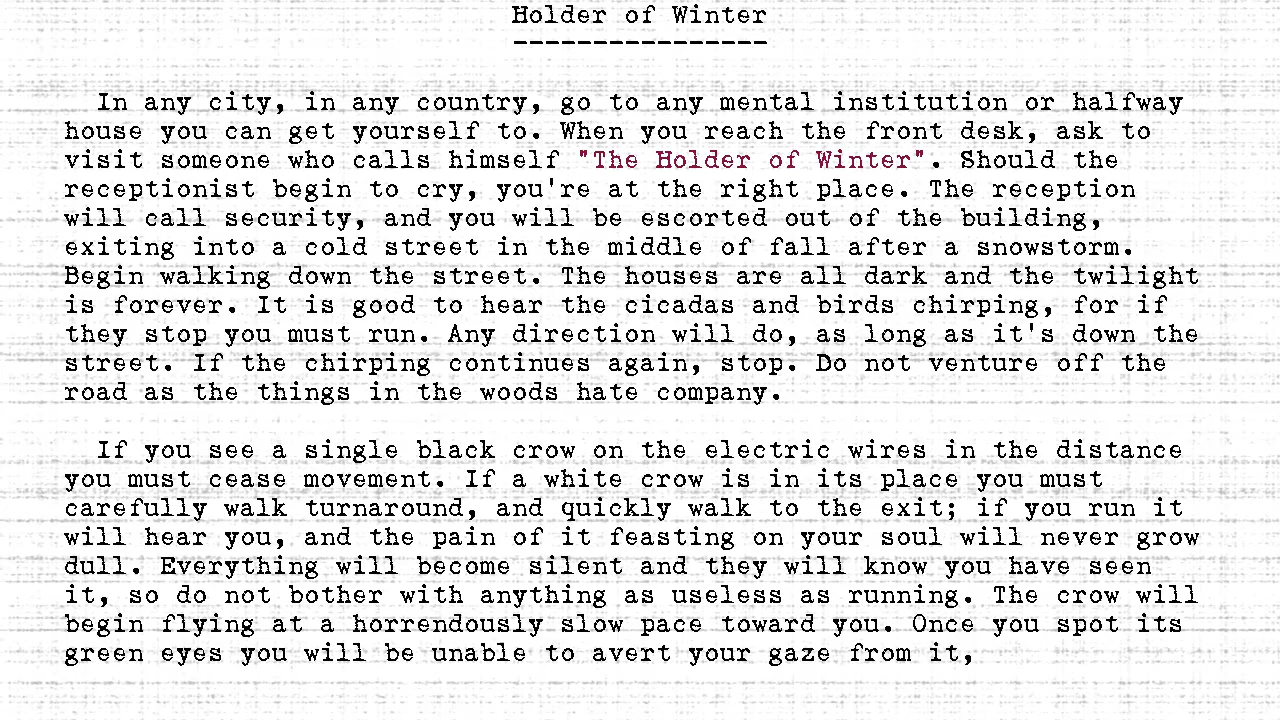 Holder of Winter
----------------
In any city, in any country, go to any mental institution or halfway
house you can get yourself to. When you reach the front desk, ask to
visit someone who calls himself "The Holder of Winter". Should the
receptionist begin to cry, you're at the right place. The reception
will call security, and you will be escorted out of the building,
exiting into a cold street in the middle of fall after a snowstorm.
Begin walking down the street. The houses are all dark and the twilight
is forever. It is good to hear the cicadas and birds chirping, for if
they stop you must run. Any direction will do, as long as it's down the
street. If the chirping continues again, stop. Do not venture off the
road as the things in the woods hate company.
If you see a single black crow on the electric wires in the distance
you must cease movement. If a white crow is in its place you must
carefully walk turnaround, and quickly walk to the exit; if you run it
will hear you, and the pain of it feasting on your soul will never grow
dull. Everything will become silent and they will know you have seen
it, so do not bother with anything as useless as running. The crow will
begin flying at a horrendously slow pace toward you. Once you spot its
green eyes you will be unable to avert your gaze from it,